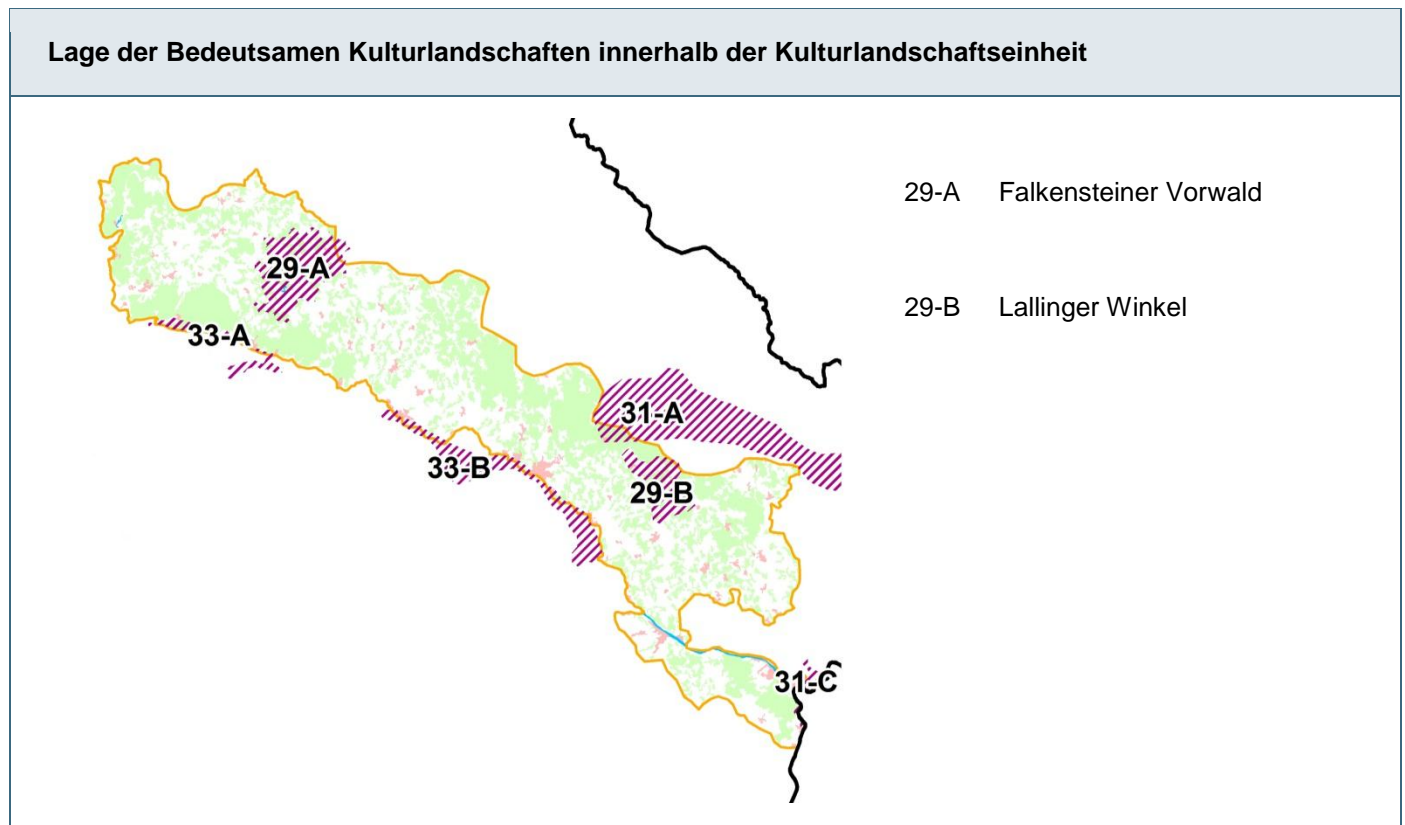 Lage der Bedeutsamen Kulturlandschaften innerhalb der Kulturlandschaftseinheit
29-A Falkensteiner Vorwald
29-B Lallinger Winkel
29-A
33-A
31-A
33-B
29-B
31-C